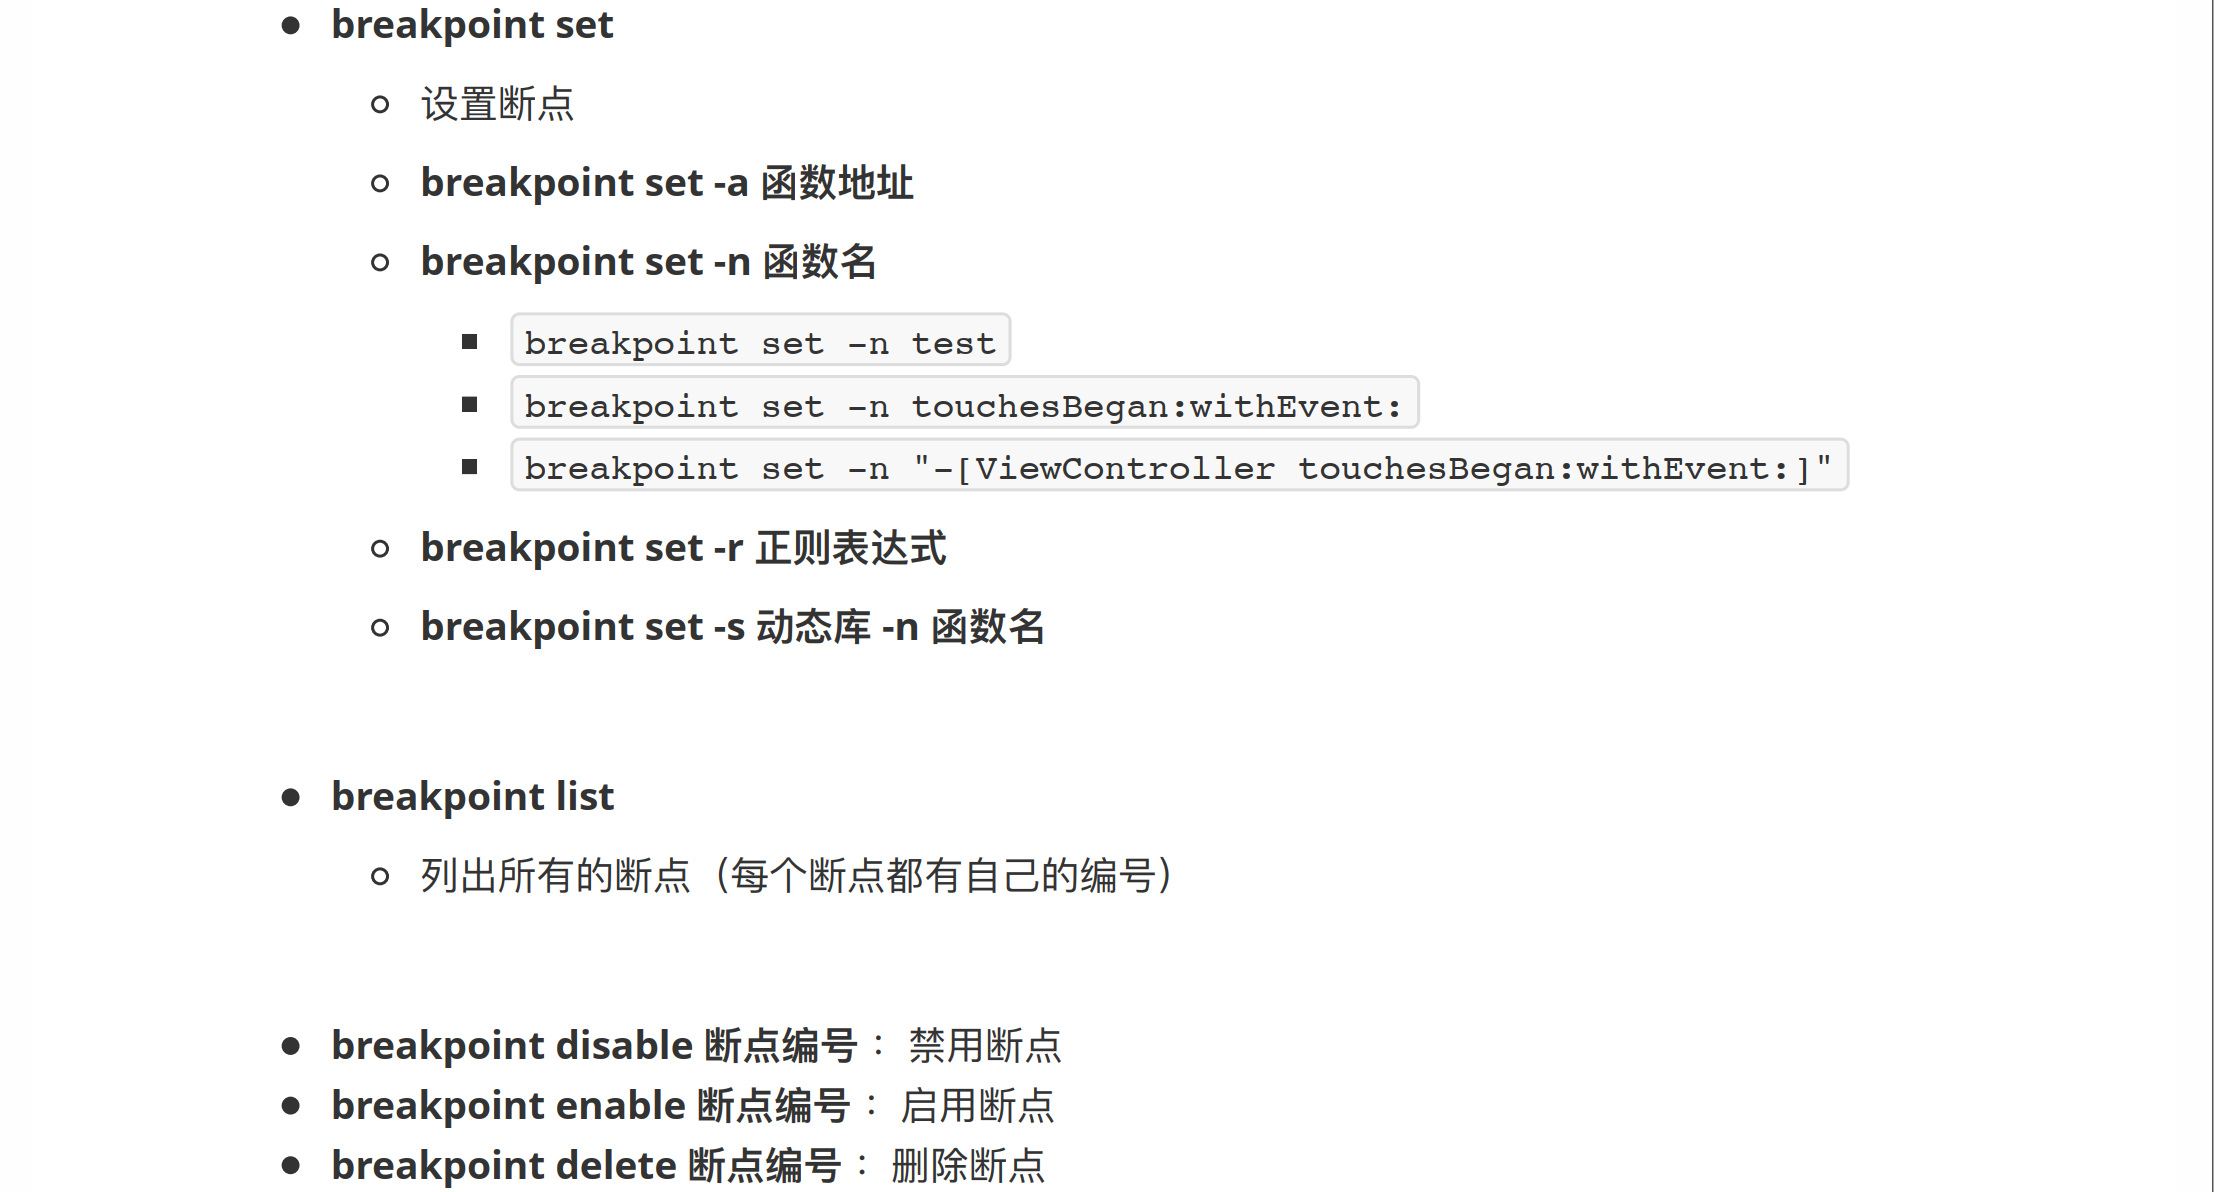 breakpoint set
设置断点
breakpoint set -a 函数地址
breakpoint set -n 函数名
breakpoint set -n test
breakpoint set -n touchesBegan:withEvent:
breakpoint set -n "-[ViewController touchesBegan:withEvent:]"
breakpoint set -r 正则表达式
breakpoint set -s 动态库 -n 函数名
breakpoint list
列出所有的断点（每个断点都有自己的编号）
breakpoint disable 断点编号： 禁用断点
breakpoint enable 断点编号： 启用断点
breakpoint delete 断点编号： 删除断点